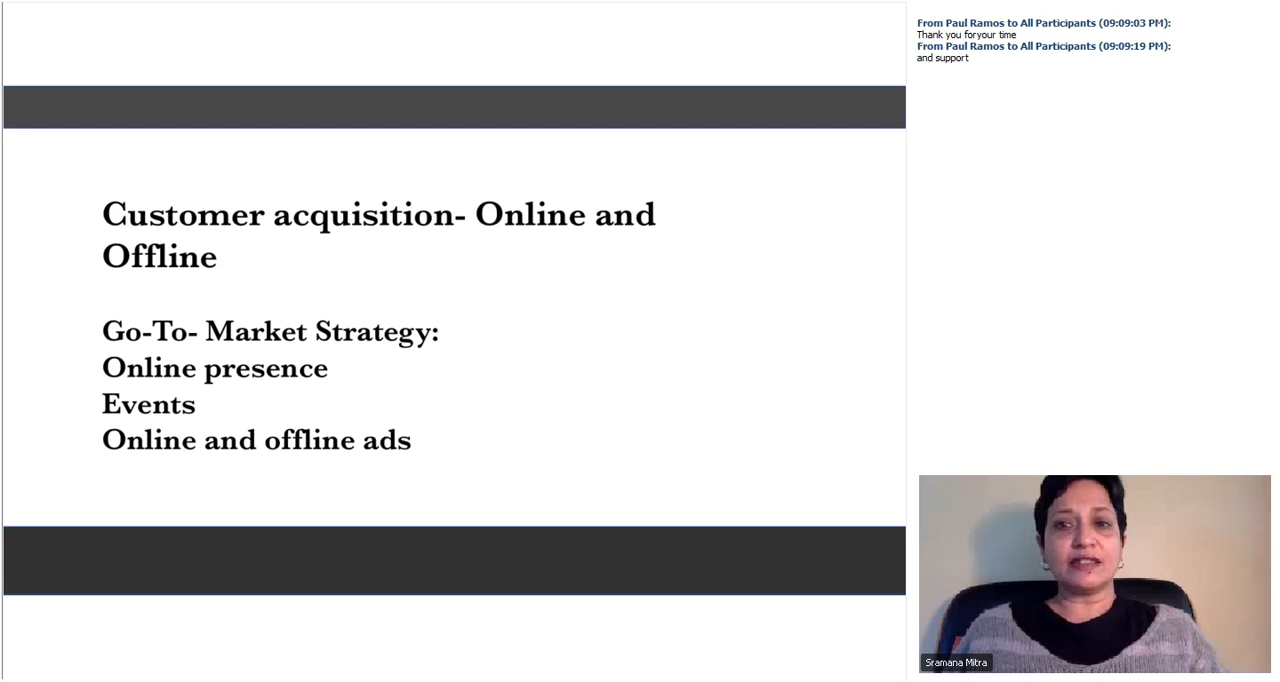 Customer acquisition- Online and
Offline
Go-To- Market Strategy:
Online presence
Events
Online and offline ads
From Paul Ramos to All Participants (09:09:03 PM):
Thank you foryour time
From Paul Ramos to All Participants (09:09:19 PM):
and support
Sramana Mitra